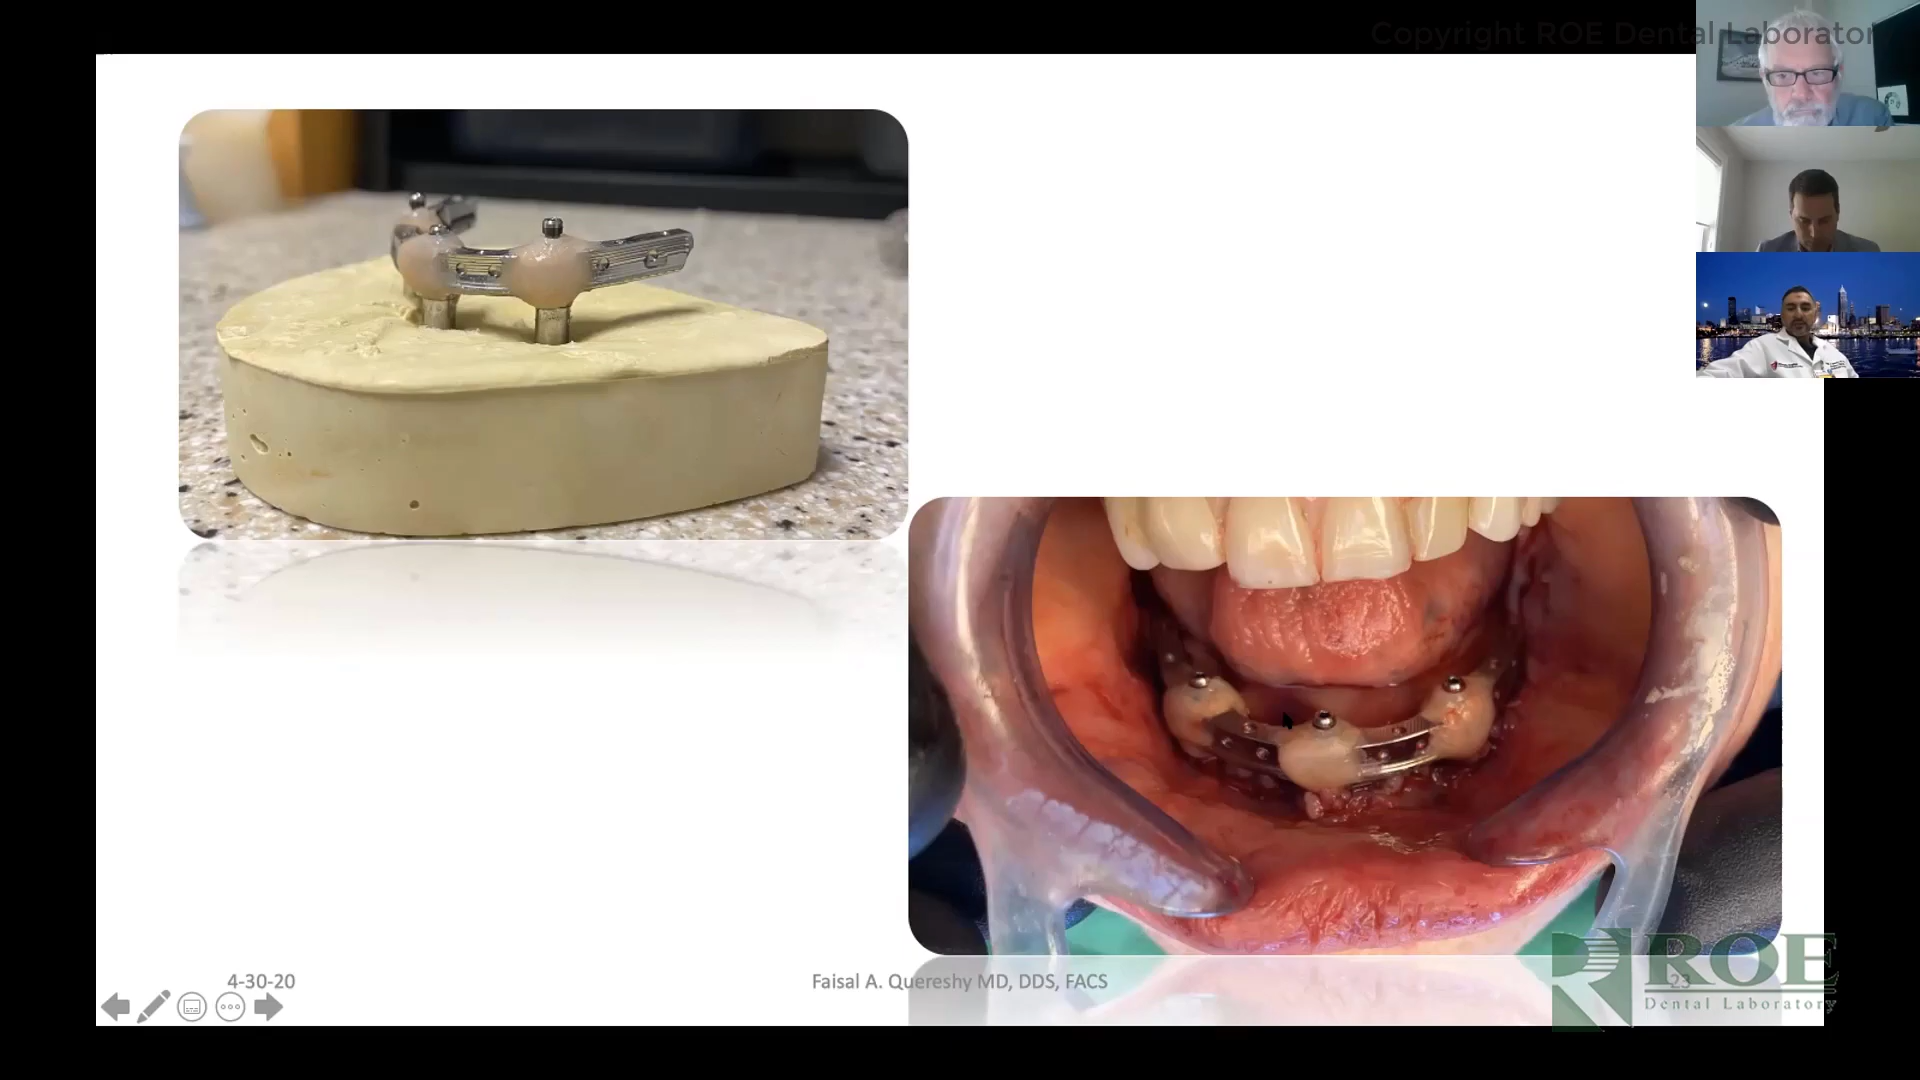 Copyright ROE Dental Laborator
4-30-20
Faisal A. Quereshy MD, DDS, FACS
23
ROE
Dental Laboratory